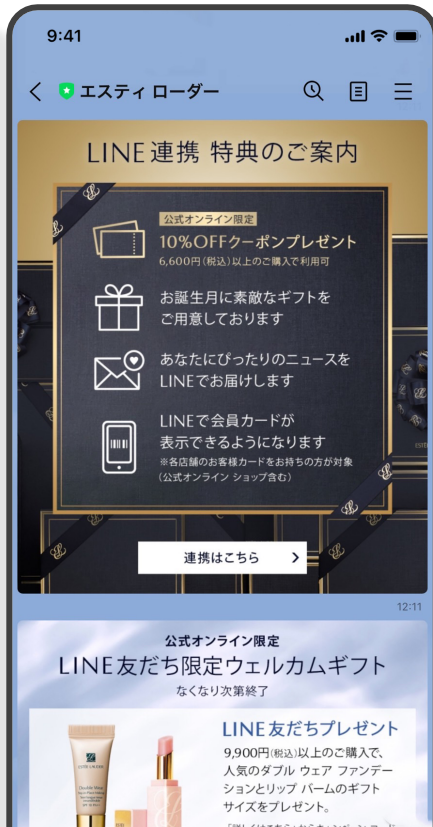 9:41
エスティ ローダー
LINE連携 特典のご案内
公式オンライン限定
10%OFFクーポンプレゼント
6,600円(税込)以上のご購入で利用可
お誕生月に素敵なギフトを
ご用意しております
あなたにぴったりのニュースを
LINEでお届けします
LINEで会員カードが
表示できるようになります
※各店舗のお客様カードをお持ちの方が対象
(公式オンライン ショップ含む)
連携はこちら
12:11
公式オンライン限定
LINE友だち限定ウェルカムギフト
なくなり次第終了
LINE友だちプレゼント
9,900円(税込)以上のご購入で、
人気のダブル ウェア ファンデー
ションとリップ バームのギフト
サイズをプレゼント。